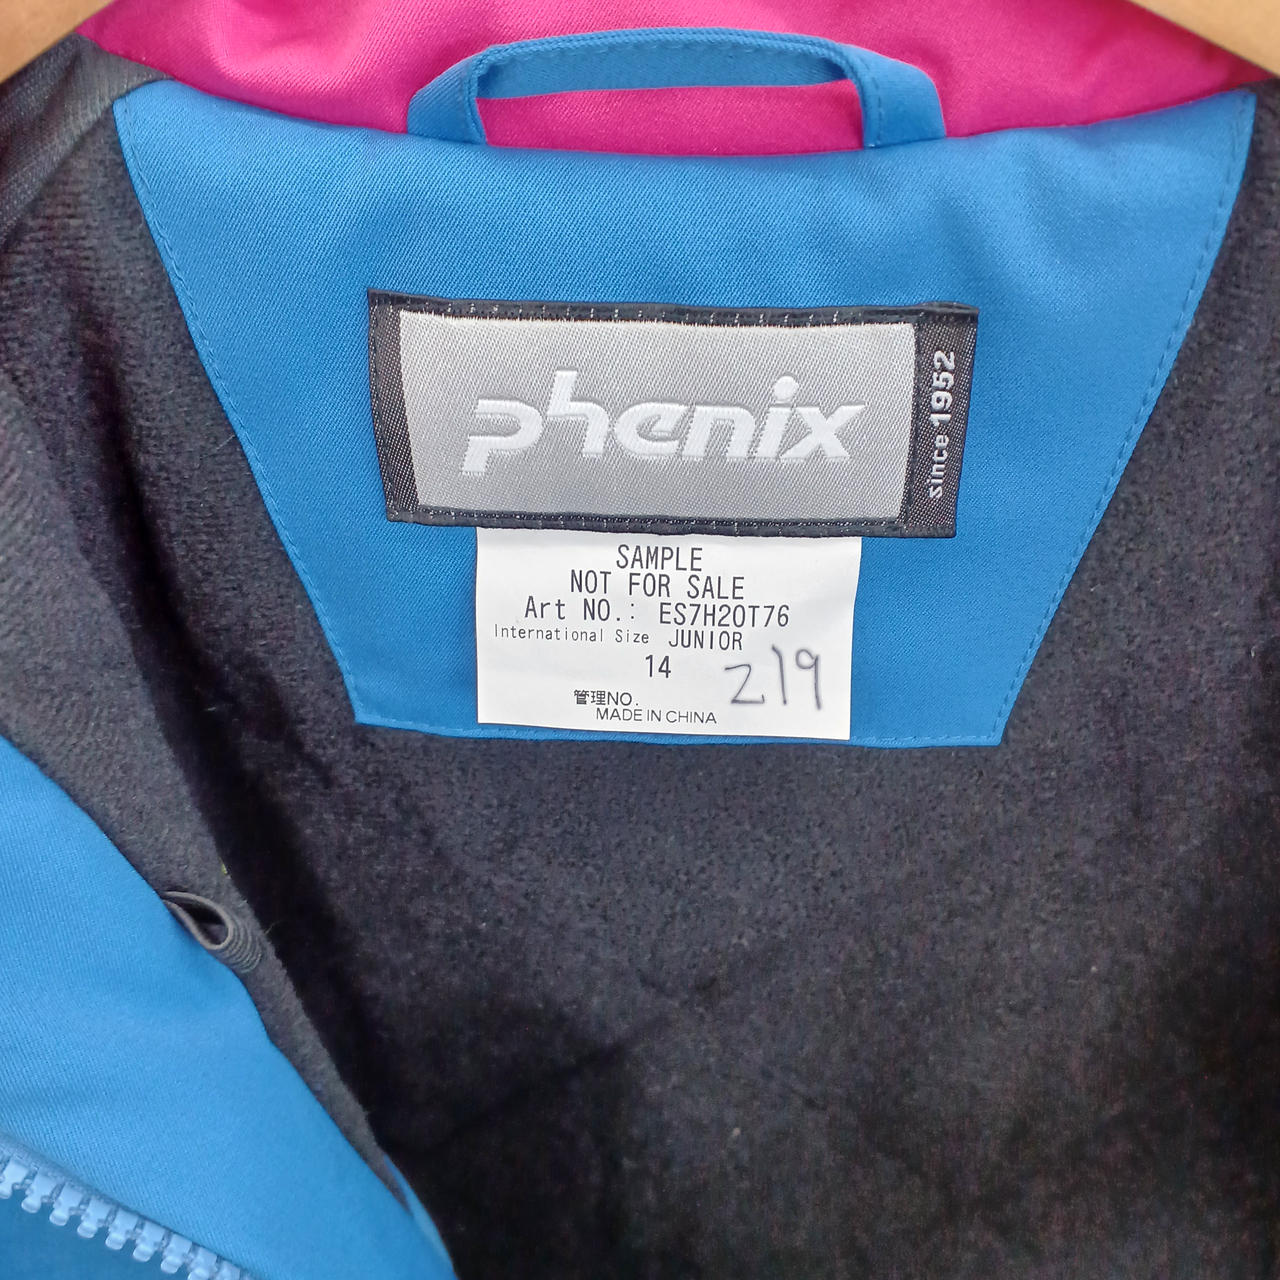 phenix
since 1952
SAMPLE
NOT FOR SALE
Art NO.: ES7H20T76
International Size JUNIOR
14
219
管理NO.
MADE IN CHINA